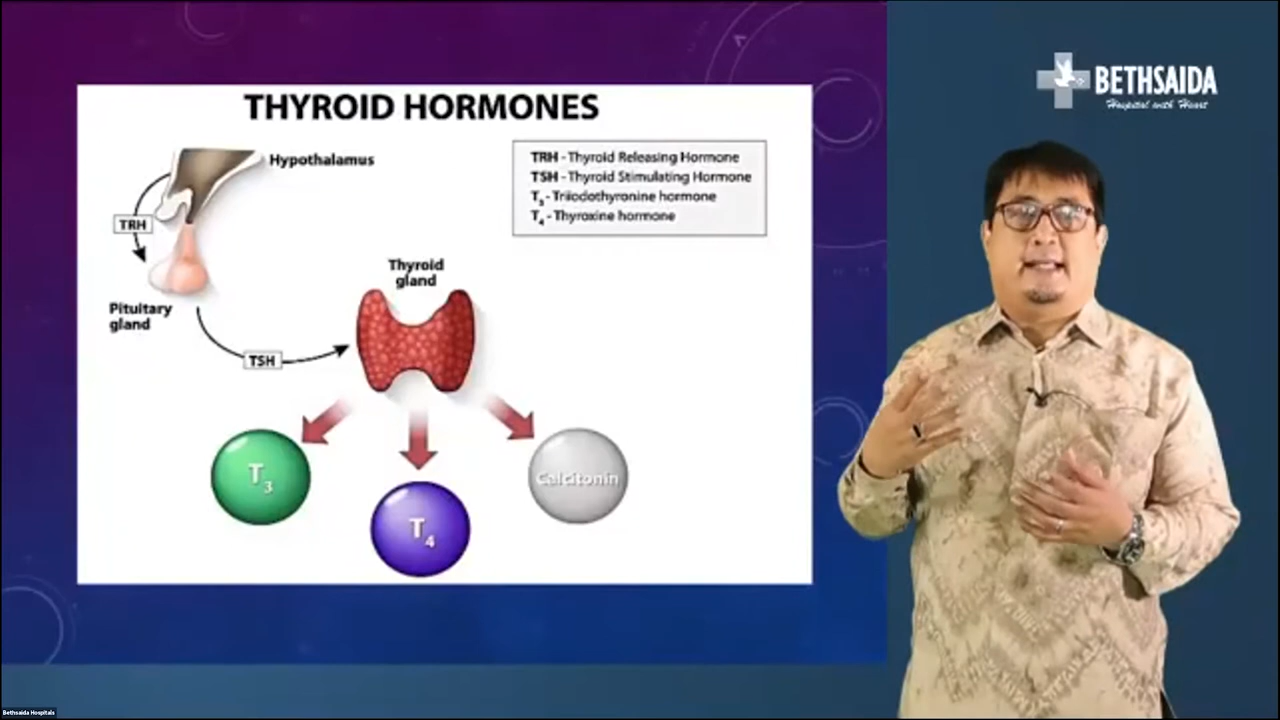 THYROID HORMONES
Hypothalamus
TRH - Thyroid Releasing Hormone
TSH - Thyroid Stimulating Hormone
T3 - Triiodothyronine hormone
T4 - Thyroxine hormone
TRH
Pituitary
gland
TSH
Thyroid
gland
T3
T4
Calcitonin
BETHSAIDA
Hospital with Heart
Bethsaida Hospitals